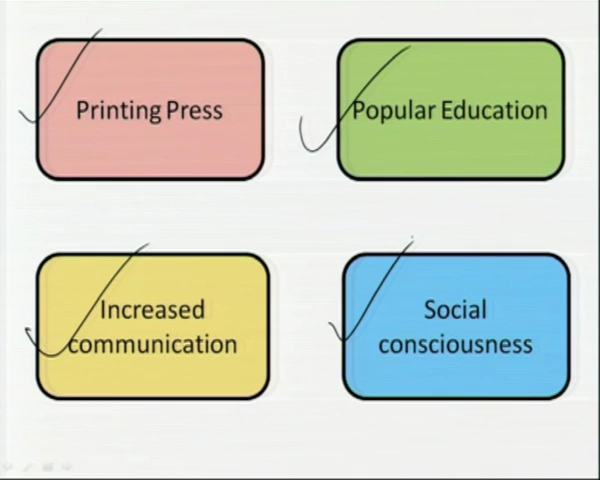 Printing Press
Popular Education
Increased
communication
Social
consciousness